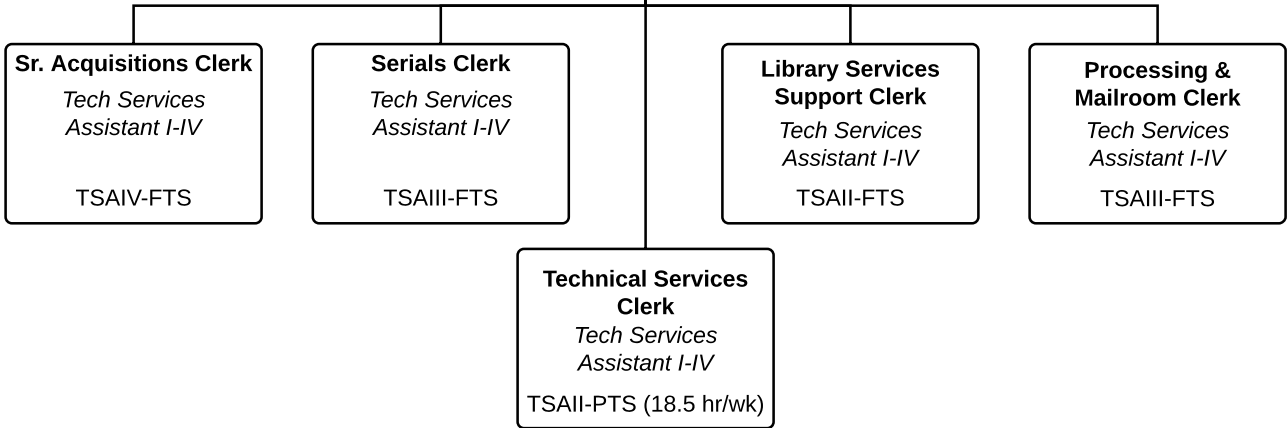 Sr. Acquisitions Clerk
Tech Services
Assistant I-IV
TSAIV-FTS
Serials Clerk
Tech Services
Assistant I-IV
TSAIII-FTS
Library Services
Support Clerk
Tech Services
Assistant I-IV
TSAII-FTS
Processing &
Mailroom Clerk
Tech Services
Assistant I-IV
TSAIII-FTS
Technical Services
Clerk
Tech Services
Assistant I-IV
TSAII-PTS (18.5 hr/wk)